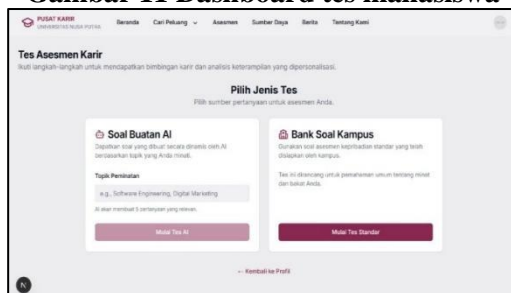 Gambar 11 Dashboard tes mahasiswa
PUSAT KARIR
UNIVERSITAS NUSA PUTRA
Beranda Cari Peluang Asesmen Sumber Daya Berita Tentang Kami
Tes Asesmen Karir
Ikuti langkah-langkah untuk mendapatkan bimbingan karir dan analisis keterampilan yang dipersonalisasi.
Pilih Jenis Tes
Pilih sumber pertanyaan untuk asesmen Anda.
Soal Buatan AI
Dapatkan soal yang dibuat secara dinamis oleh AI
berdasarkan topik yang Anda minati.
Topik Peminatan
e.g., Software Engineering, Digital Marketing
AI akan membuat 5 pertanyaan yang relevan.
Mulai Tes AI
Bank Soal Kampus
Gunakan soal asesmen kepribadian standar yang telah
disiapkan oleh kampus.
Tes ini dirancang untuk pemahaman umum tentang minat
dan bakat Anda.
Mulai Tes Standar
← Kembali ke Profil
N